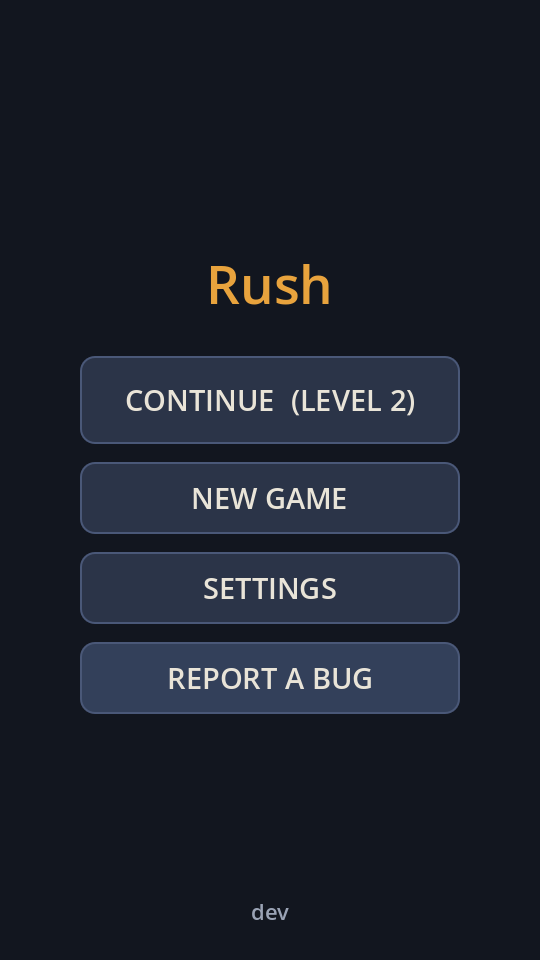 Rush
CONTINUE  (LEVEL 2)
NEW GAME
SETTINGS
REPORT A BUG
dev